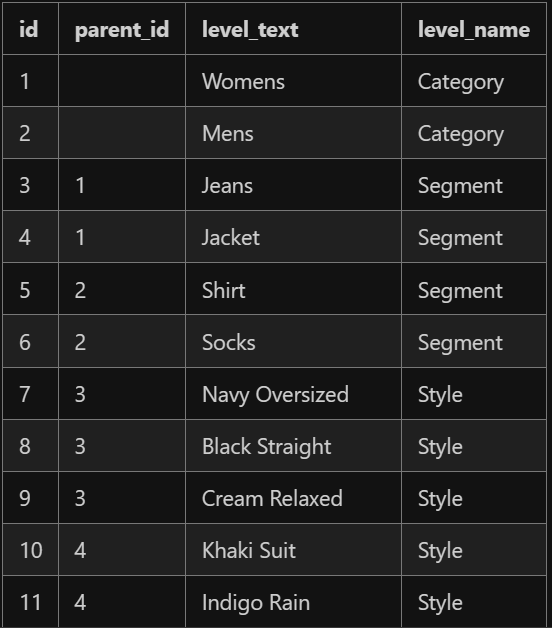 id parent_id level_text level_name
1 Womens Category
2 Mens Category
3 1 Jeans Segment
4 1 Jacket Segment
5 2 Shirt Segment
6 2 Socks Segment
7 3 Navy Oversized Style
8 3 Black Straight Style
9 3 Cream Relaxed Style
10 4 Khaki Suit Style
11 4 Indigo Rain Style